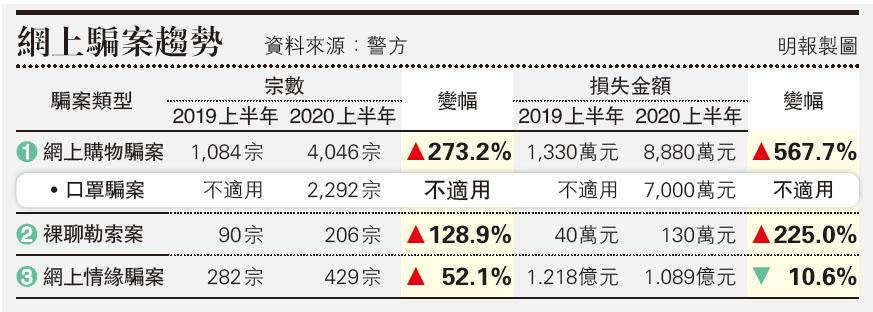 網上騙案趨勢 資料來源：警方 明報製圖
騙案類型 宗數 變幅 損失金額 變幅
2019上半年 2020上半年 2019上半年 2020上半年
1 網上購物騙案 1,084宗 4,046宗 ▲273.2% 1,330萬元 8,880萬元 ▲567.7%
•口罩騙案 不適用 2,292宗 不適用 不適用 7,000萬元 不適用
2 裸聊勒索案 90宗 206宗 ▲128.9% 40萬元 130萬元 ▲225.0%
3 網上情緣騙案 282宗 429宗 ▲ 52.1% 1.218億元 1.089億元 ▼ 10.6%